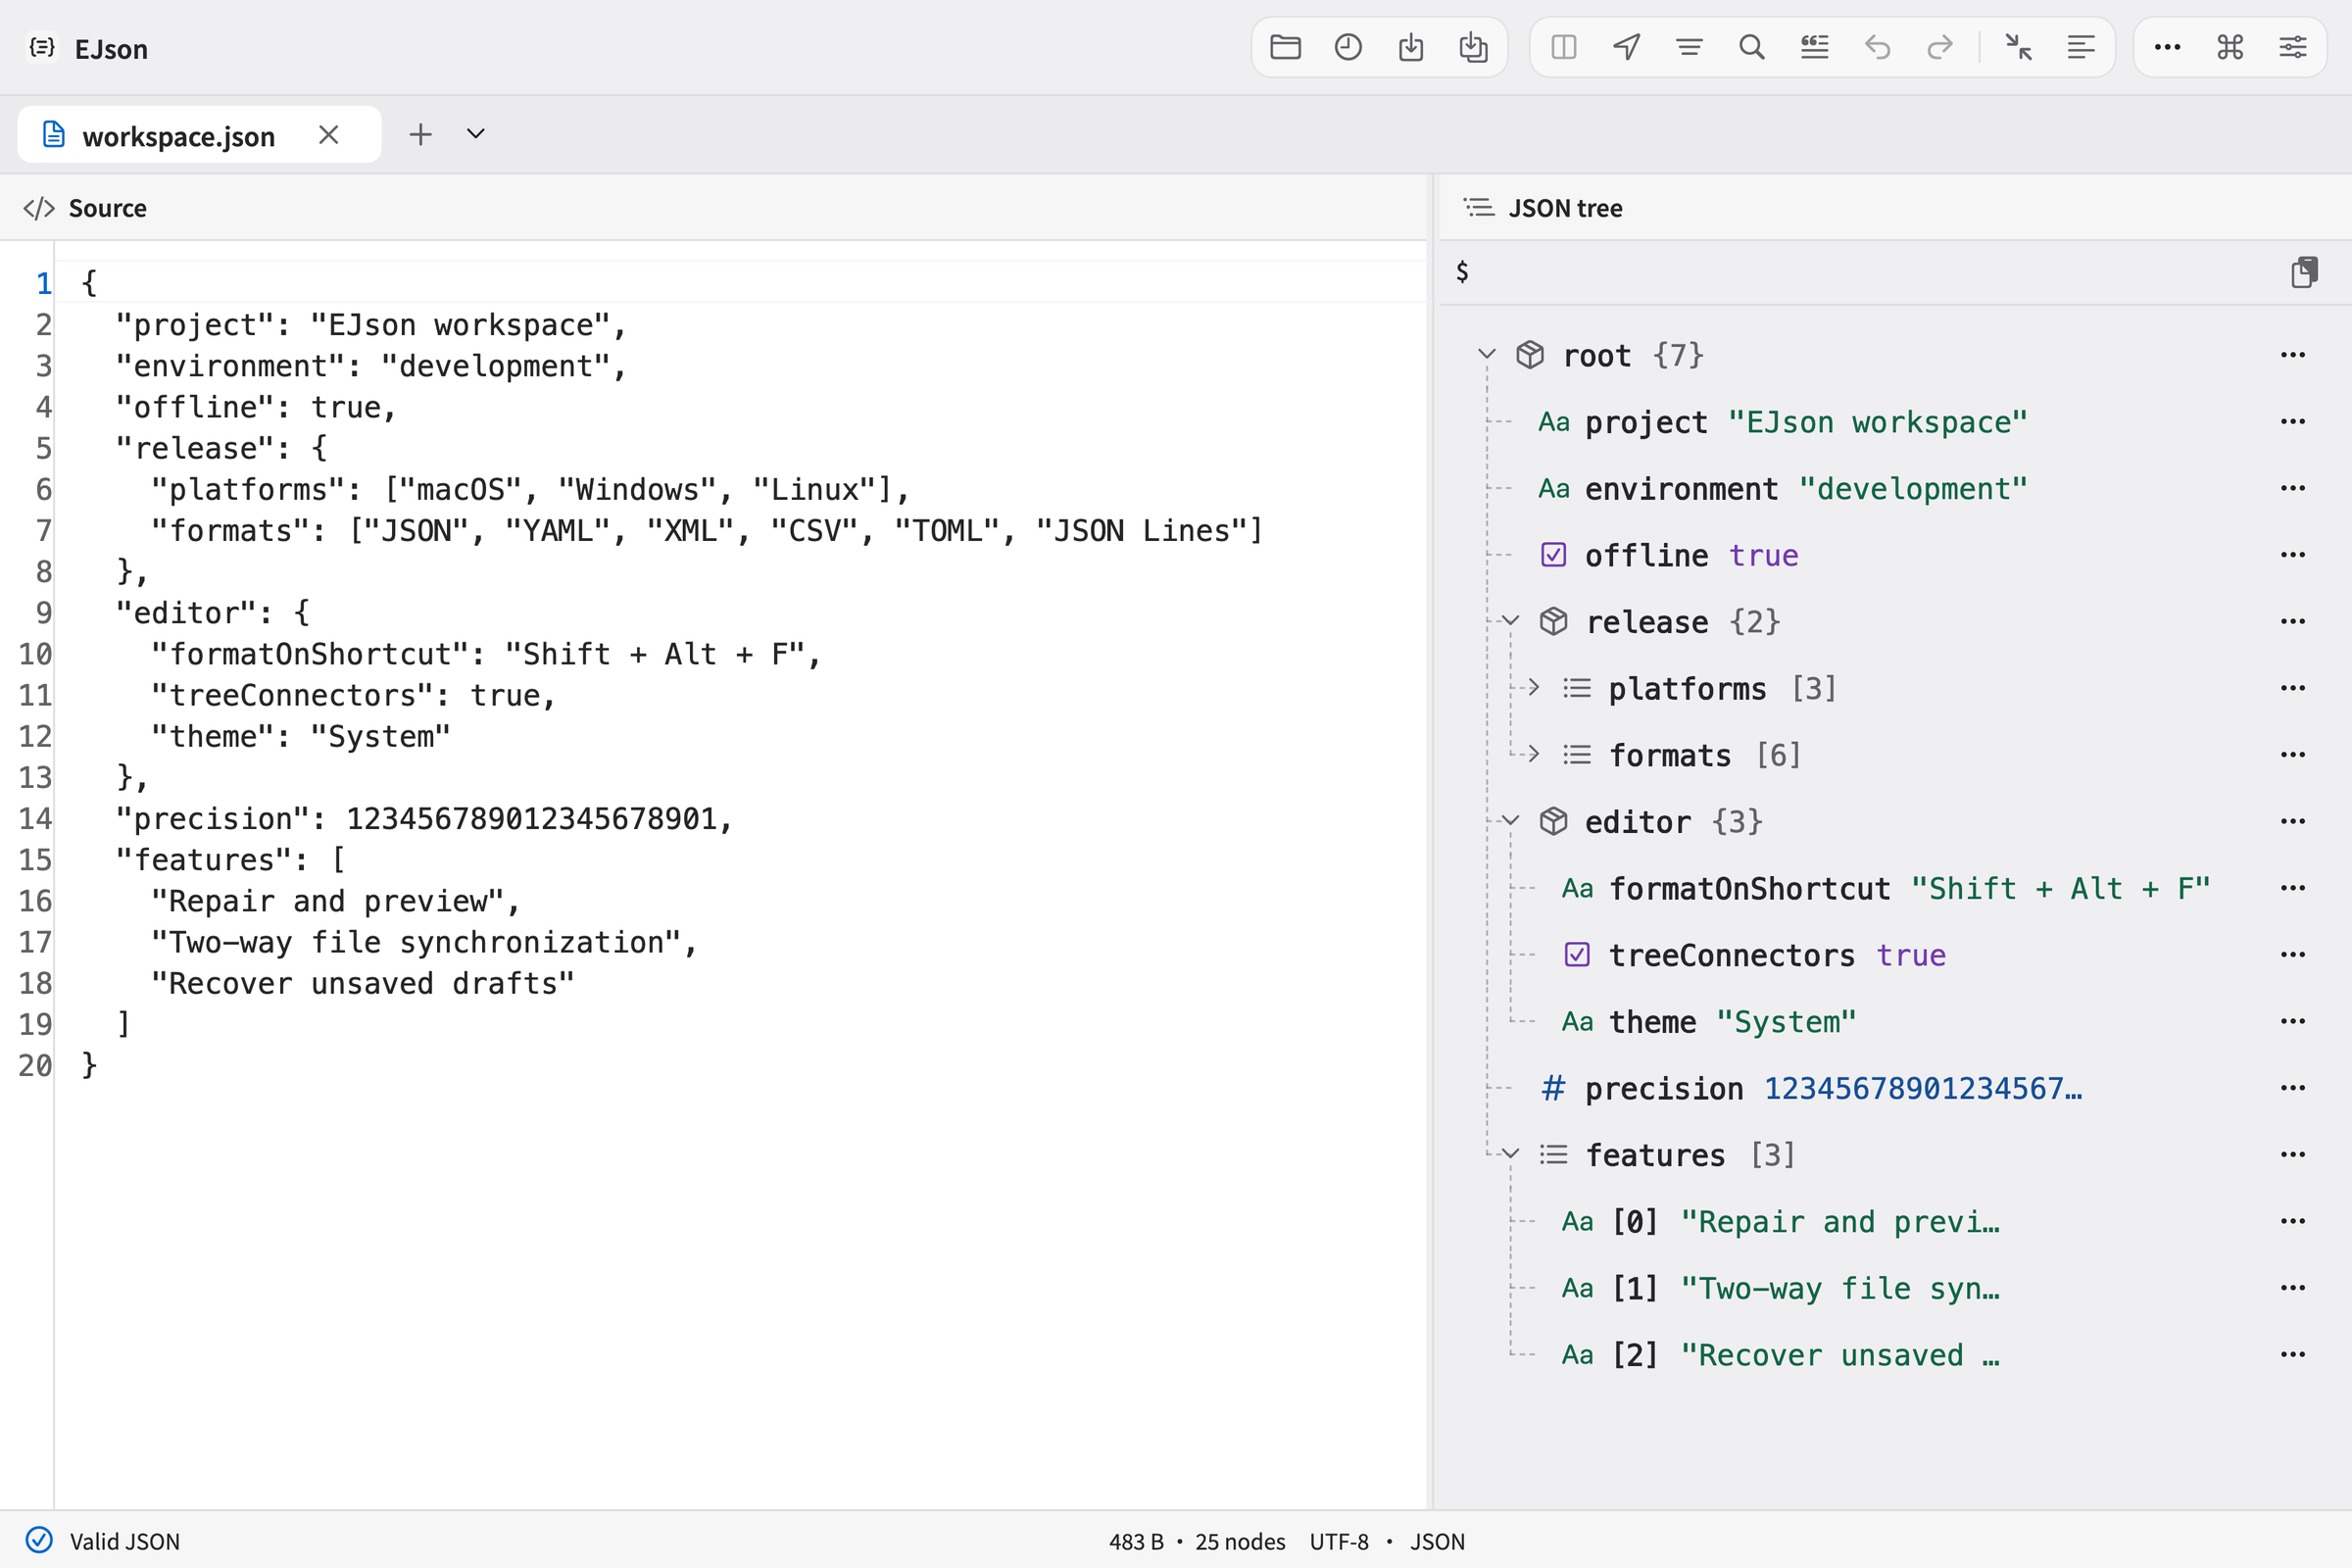 EJson
workspace.json
Source
1 {
2   "project": "EJson workspace",
3   "environment": "development",
4   "offline": true,
5   "release": {
6     "platforms": ["macOS", "Windows", "Linux"],
7     "formats": ["JSON", "YAML", "XML", "CSV", "TOML", "JSON Lines"]
8   },
9   "editor": {
10     "formatOnShortcut": "Shift + Alt + F",
11     "treeConnectors": true,
12     "theme": "System"
13   },
14   "precision": 123456789012345678901,
15   "features": [
16     "Repair and preview",
17     "Two-way file synchronization",
18     "Recover unsaved drafts"
19   ]
20 }
JSON tree
$
root {7}
Aa project "EJson workspace"
Aa environment "development"
offline true
release {2}
platforms [3]
formats [6]
editor {3}
Aa formatOnShortcut "Shift + Alt + F"
treeConnectors true
Aa theme "System"
# precision 12345678901234567…
features [3]
Aa [0] "Repair and previ…
Aa [1] "Two-way file syn…
Aa [2] "Recover unsaved …
Valid JSON
483 B • 25 nodes UTF-8 • JSON